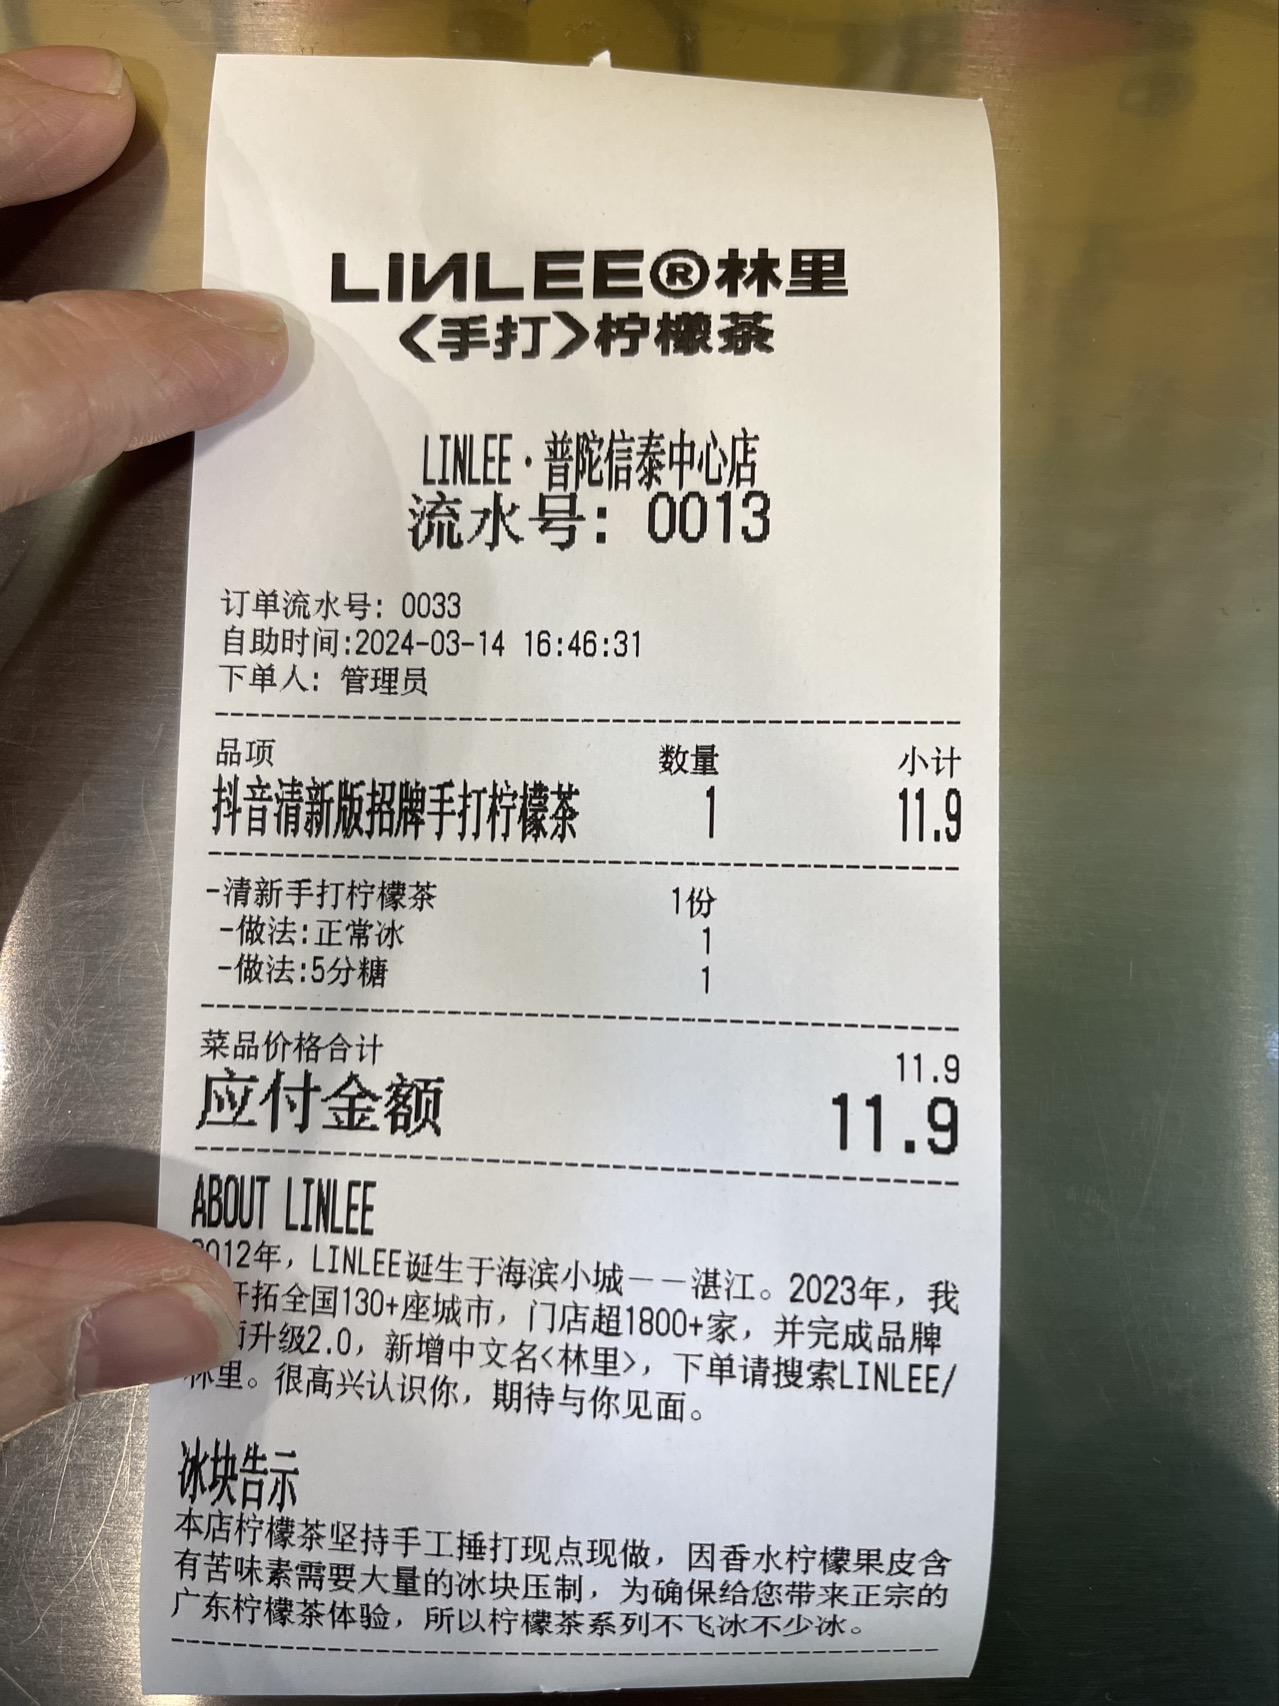 LINLEE®林里
<手打>柠檬茶
LINLEE·普陀信泰中心店
流水号: 0013
订单流水号: 0033
自助时间:2024-03-14 16:46:31
下单人: 管理员
品项 数量 小计
抖音清新版招牌手打柠檬茶 1 11.9
-清新手打柠檬茶 1份
-做法:正常冰 1
-做法:5分糖 1
菜品价格合计 11.9
应付金额 11.9
ABOUT LINLEE
2012年，LINLEE诞生于海滨小城——湛江。2023年，我
开拓全国130+座城市，门店超1800+家，并完成品牌
升级2.0，新增中文名<林里>，下单请搜索LINLEE/
林里。很高兴认识你，期待与你见面。
冰块告示
本店柠檬茶坚持手工捶打现点现做，因香水柠檬果皮含
有苦味素需要大量的冰块压制，为确保给您带来正宗的
广东柠檬茶体验，所以柠檬茶系列不飞冰不少冰。